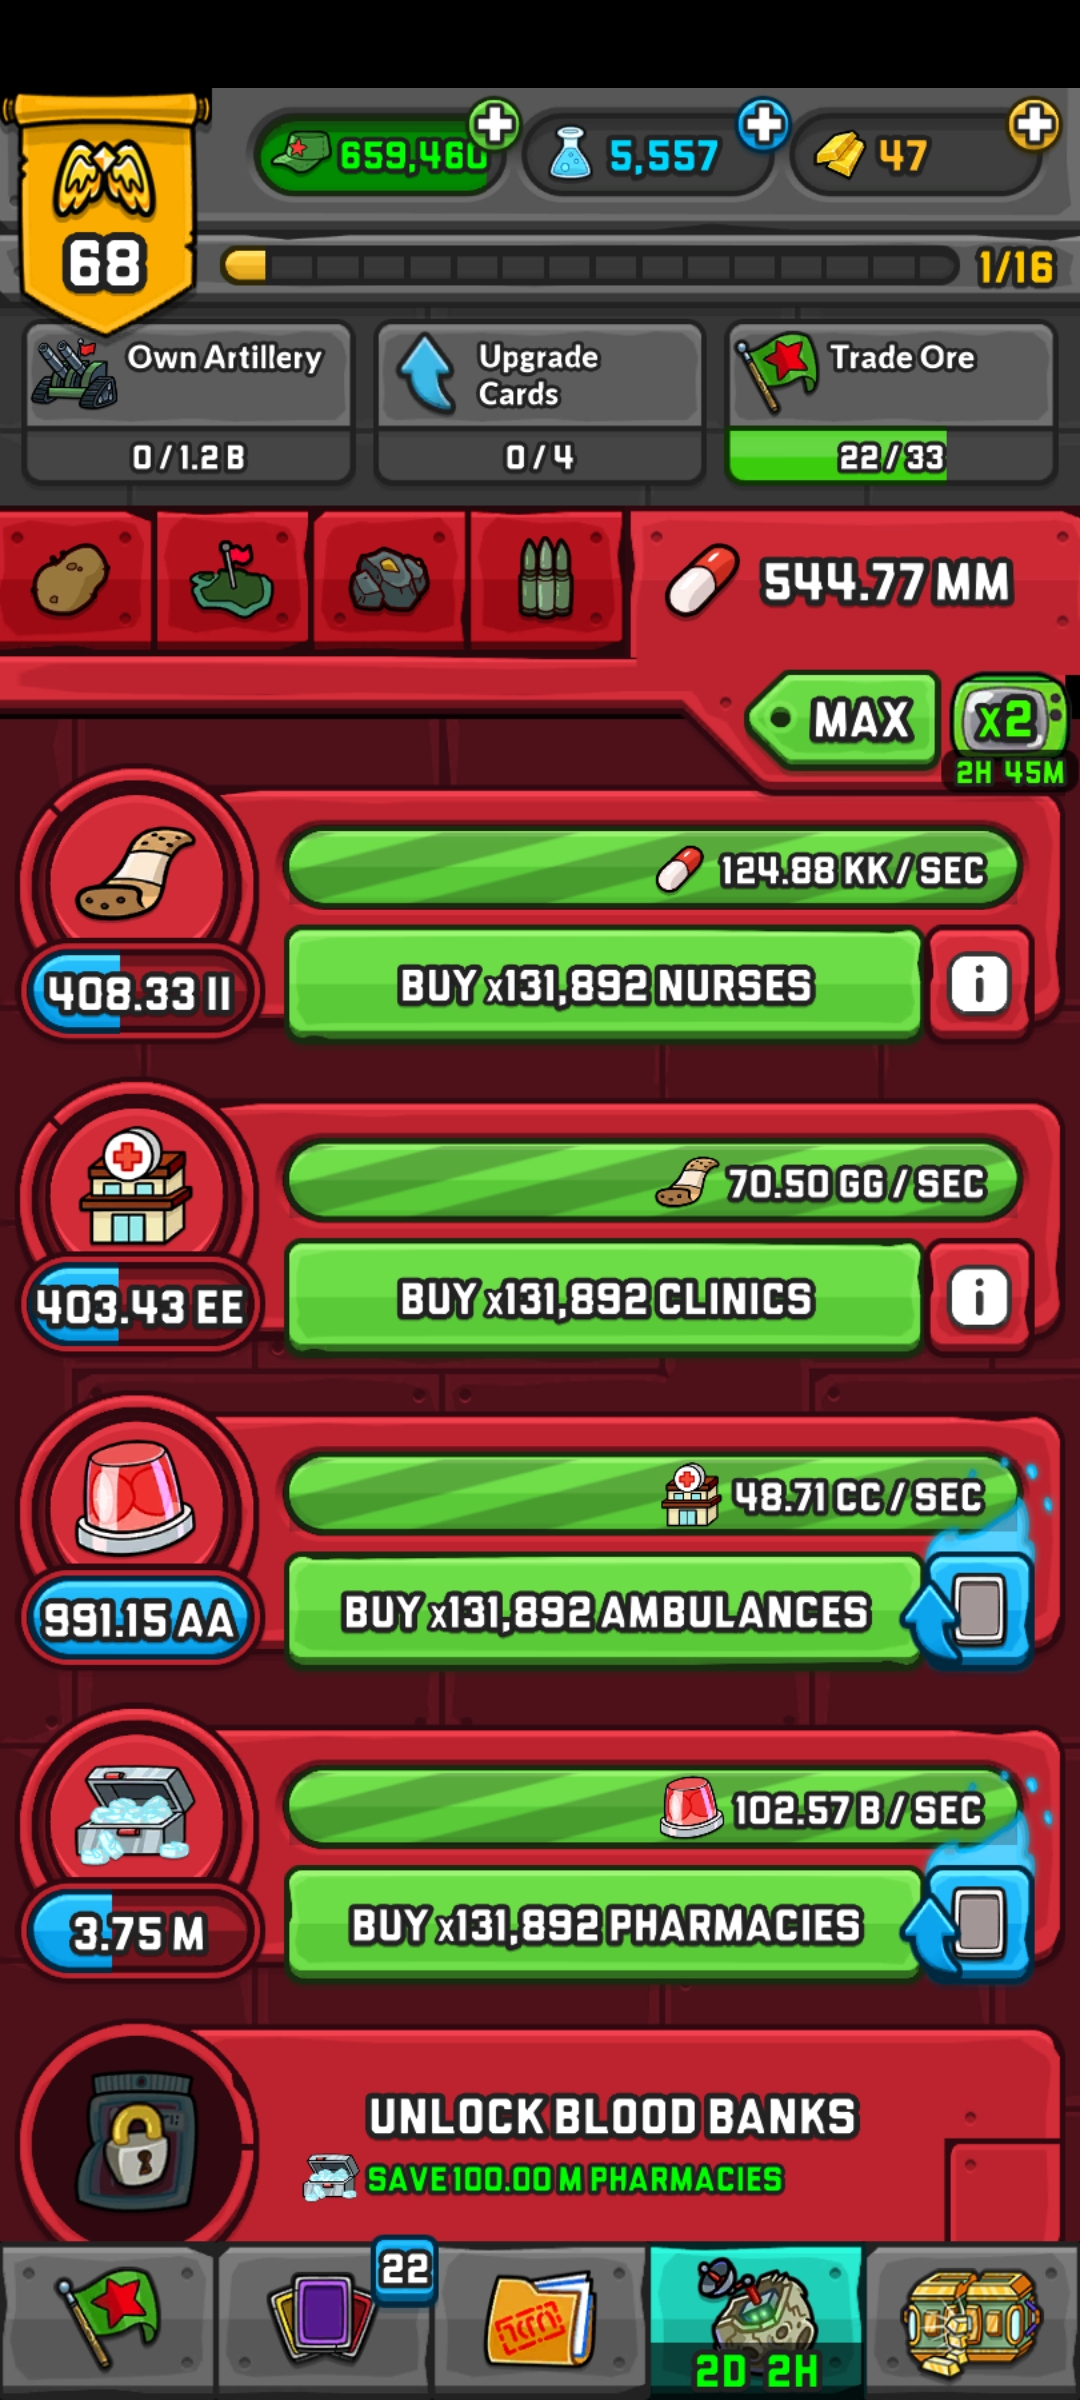 659,460
5,557
47
68
1/16
Own Artillery
0 / 1.2 B
Upgrade
Cards
0 / 4
Trade Ore
22 / 33
544.77 MM
MAX
x2
2H 45M
124.88 KK / SEC
408.33 II
BUY x131,892 NURSES
i
70.50 GG / SEC
403.43 EE
BUY x131,892 CLINICS
i
48.71 CC / SEC
991.15 AA
BUY x131,892 AMBULANCES
102.57 B / SEC
3.75 M
BUY x131,892 PHARMACIES
UNLOCK BLOOD BANKS
SAVE 100.00 M PHARMACIES
22
2D 2H